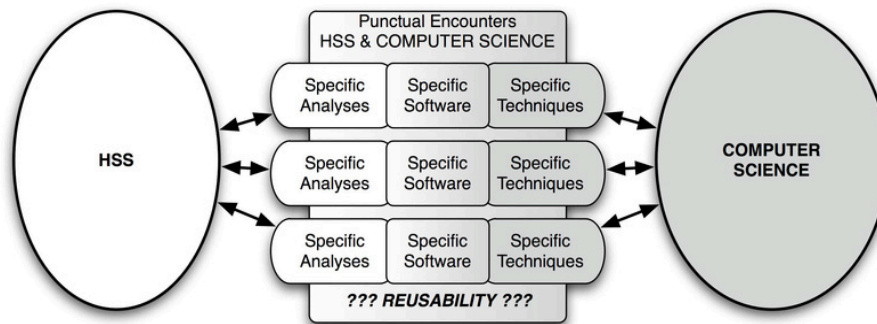 Punctual Encounters
HSS & COMPUTER SCIENCE
Specific
Analyses
Specific
Software
Specific
Techniques
HSS
Specific
Analyses
Specific
Software
Specific
Techniques
COMPUTER
SCIENCE
Specific
Analyses
Specific
Software
Specific
Techniques
??? REUSABILITY ???